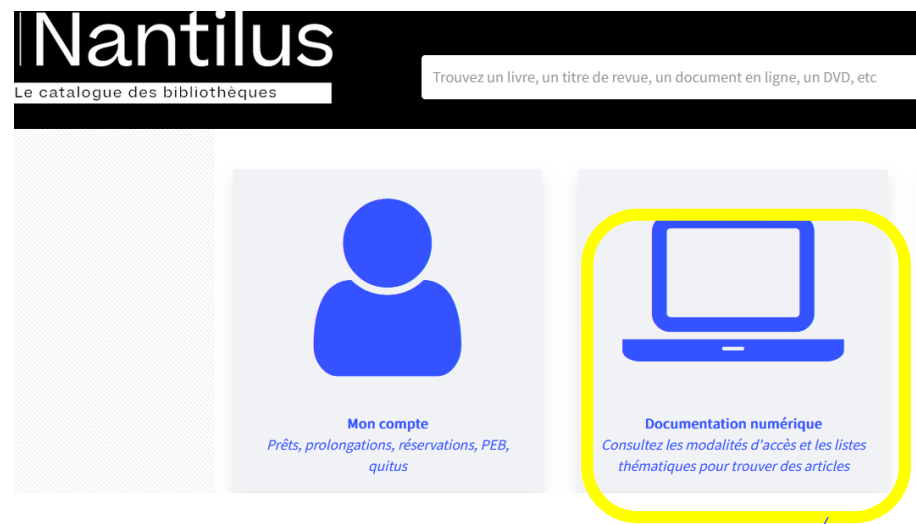 Nantilus
Le catalogue des bibliothèques
Trouvez un livre, un titre de revue, un document en ligne, un DVD, etc
Mon compte
Prêts, prolongations, réservations, PEB,
quitus
Documentation numérique
Consultez les modalités d'accès et les listes
thématiques pour trouver des articles